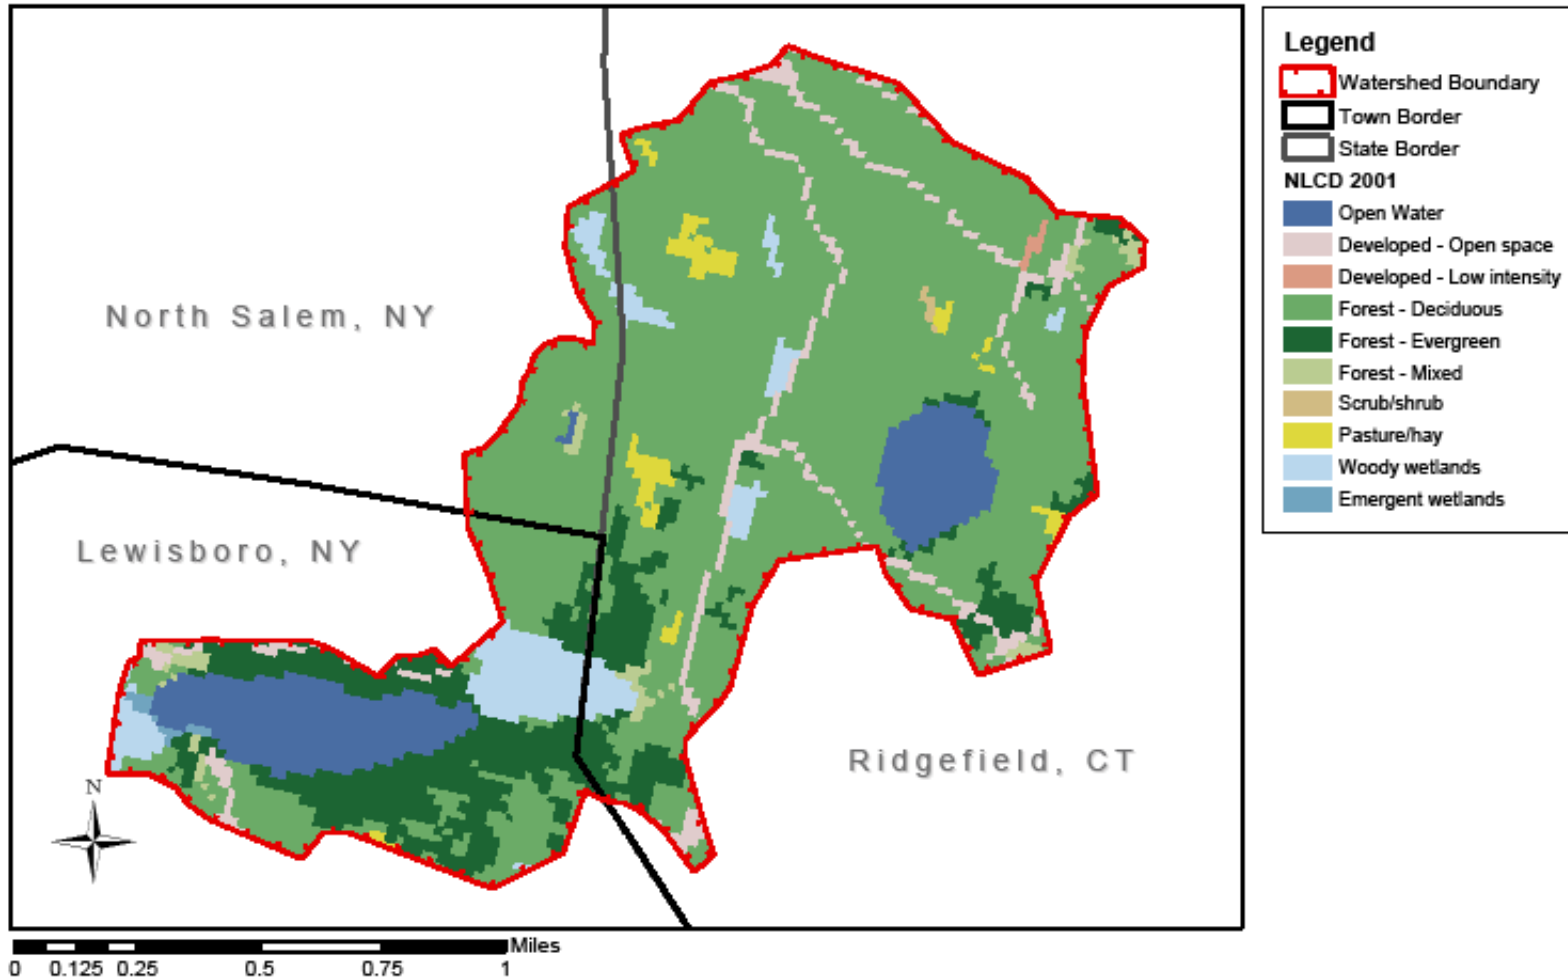 North Salem, NY
Lewisboro, NY
Ridgefield, CT
N
Miles
0 0.125 0.25 0.5 0.75 1
Legend
Watershed Boundary
Town Border
State Border
NLCD 2001
Open Water
Developed - Open space
Developed - Low intensity
Forest - Deciduous
Forest - Evergreen
Forest - Mixed
Scrub/shrub
Pasture/hay
Woody wetlands
Emergent wetlands